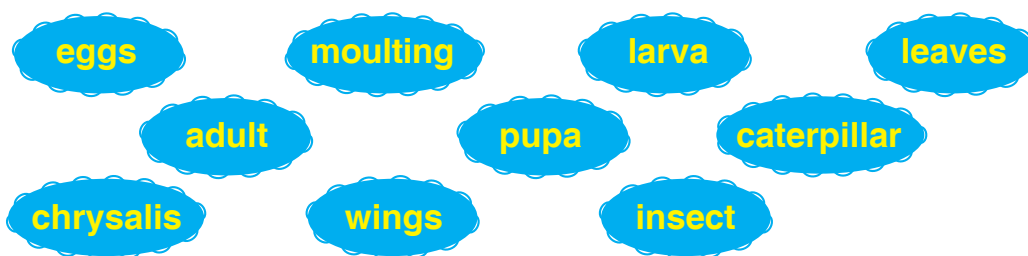 eggs moulting larva leaves
adult pupa caterpillar
chrysalis wings insect